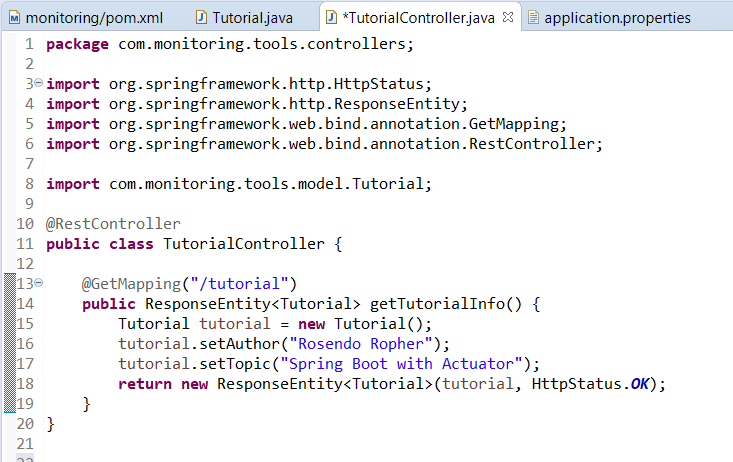 monitoring/pom.xml Tutorial.java *TutorialController.java application.properties
1 package com.monitoring.tools.controllers;
2
3 import org.springframework.http.HttpStatus;
4 import org.springframework.http.ResponseEntity;
5 import org.springframework.web.bind.annotation.GetMapping;
6 import org.springframework.web.bind.annotation.RestController;
7
8 import com.monitoring.tools.model.Tutorial;
9
10 @RestController
11 public class TutorialController {
12
13     @GetMapping("/tutorial")
14     public ResponseEntity<Tutorial> getTutorialInfo() {
15         Tutorial tutorial = new Tutorial();
16         tutorial.setAuthor("Rosendo Ropher");
17         tutorial.setTopic("Spring Boot with Actuator");
18         return new ResponseEntity<Tutorial>(tutorial, HttpStatus.OK);
19     }
20 }
21